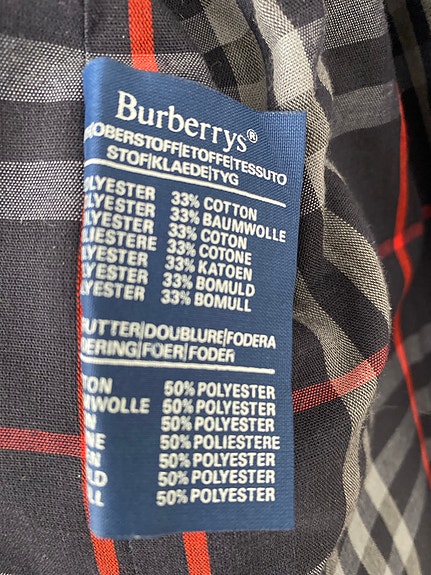 Burberrys®
OBERSTOFF|ETOFFE|TESSUTO
STOF|KLAEDE|TYG
OLYESTER 33% COTTON
LYESTER 33% BAUMWOLLE
LYESTER 33% COTON
LIESTERE 33% COTONE
LYESTER 33% KATOEN
LYESTER 33% BOMULD
LYESTER 33% BOMULL
UTTER|DOUBLURE|FODERA
ERING|FOER|FODER
TON 50% POLYESTER
WOLLE 50% POLYESTER
N 50% POLYESTER
NE 50% POLIESTERE
N 50% POLYESTER
LD 50% POLYESTER
LL 50% POLYESTER